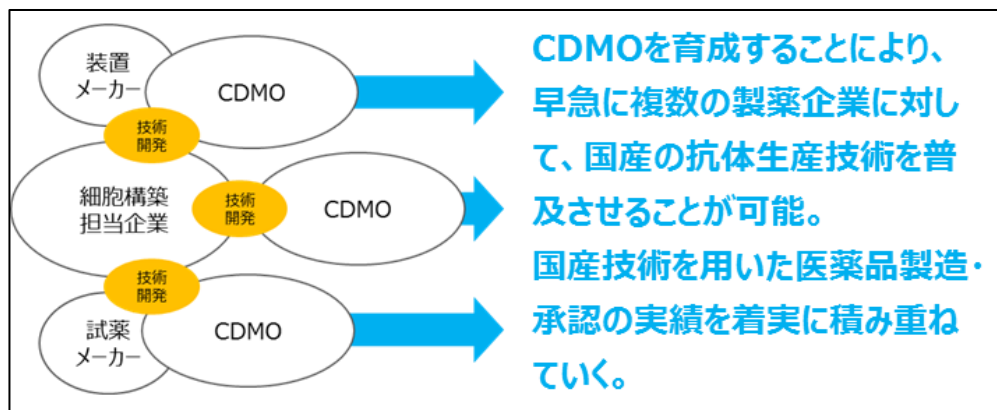 装置
メーカー
CDMO
技術
開発
細胞構築
担当企業
技術
開発
CDMO
技術
開発
試薬
メーカー
CDMO
CDMOを育成することにより、
早急に複数の製薬企業に対し
て、国産の抗体生産技術を普
及させることが可能。
国産技術を用いた医薬品製造・
承認の実績を着実に積み重ね
ていく。